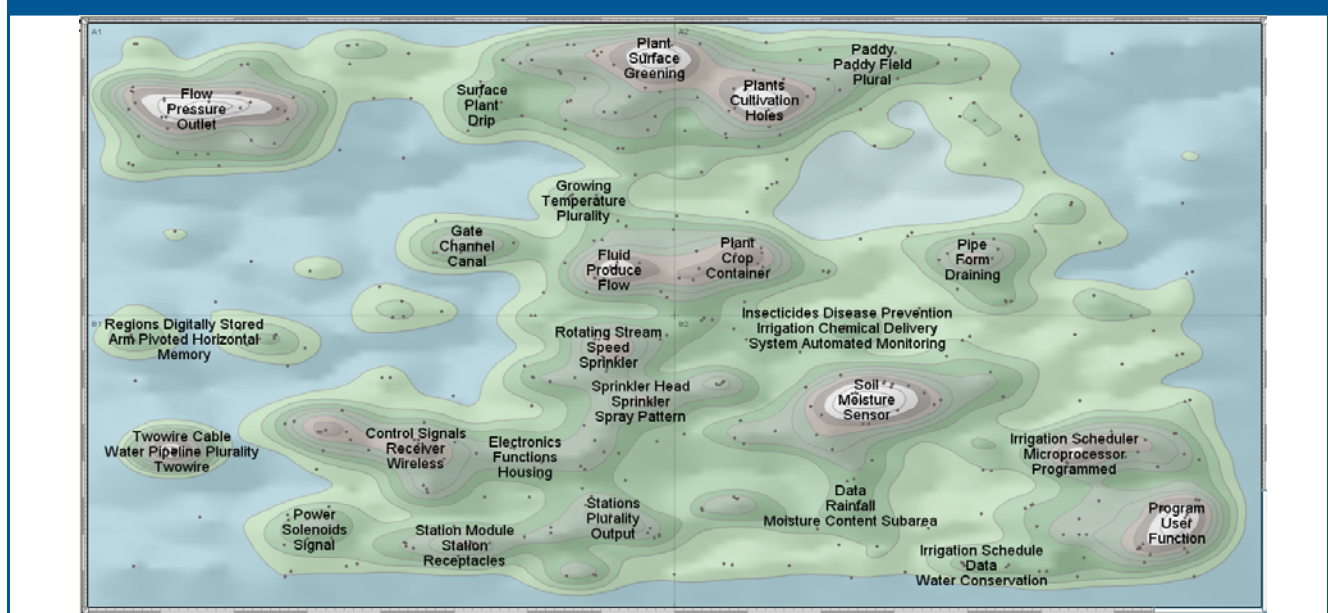 A1
A2
Plant
Surface
Greening
Paddy
Paddy Field
Plural
Flow
Pressure
Outlet
Surface
Plant
Drip
Plants
Cultivation
Holes
Growing
Temperature
Plurality
Gate
Channel
Canal
Fluid
Produce
Flow
Plant
Crop
Container
Pipe
Form
Draining
B1
Regions Digitally Stored
Arm Pivoted Horizontal
Memory
B2
Insecticides Disease Prevention
Irrigation Chemical Delivery
System Automated Monitoring
Rotating Stream
Speed
Sprinkler
Sprinkler Head
Sprinkler
Spray Pattern
Soil
Moisture
Sensor
Twowire Cable
Water Pipeline Plurality
Twowire
Control Signals
Receiver
Wireless
Electronics
Functions
Housing
Irrigation Scheduler
Microprocessor
Programmed
Power
Solenoids
Signal
Station Module
Station
Receptacles
Stations
Plurality
Output
Data
Rainfall
Moisture Content Subarea
Program
User
Function
Irrigation Schedule
Data
Water Conservation